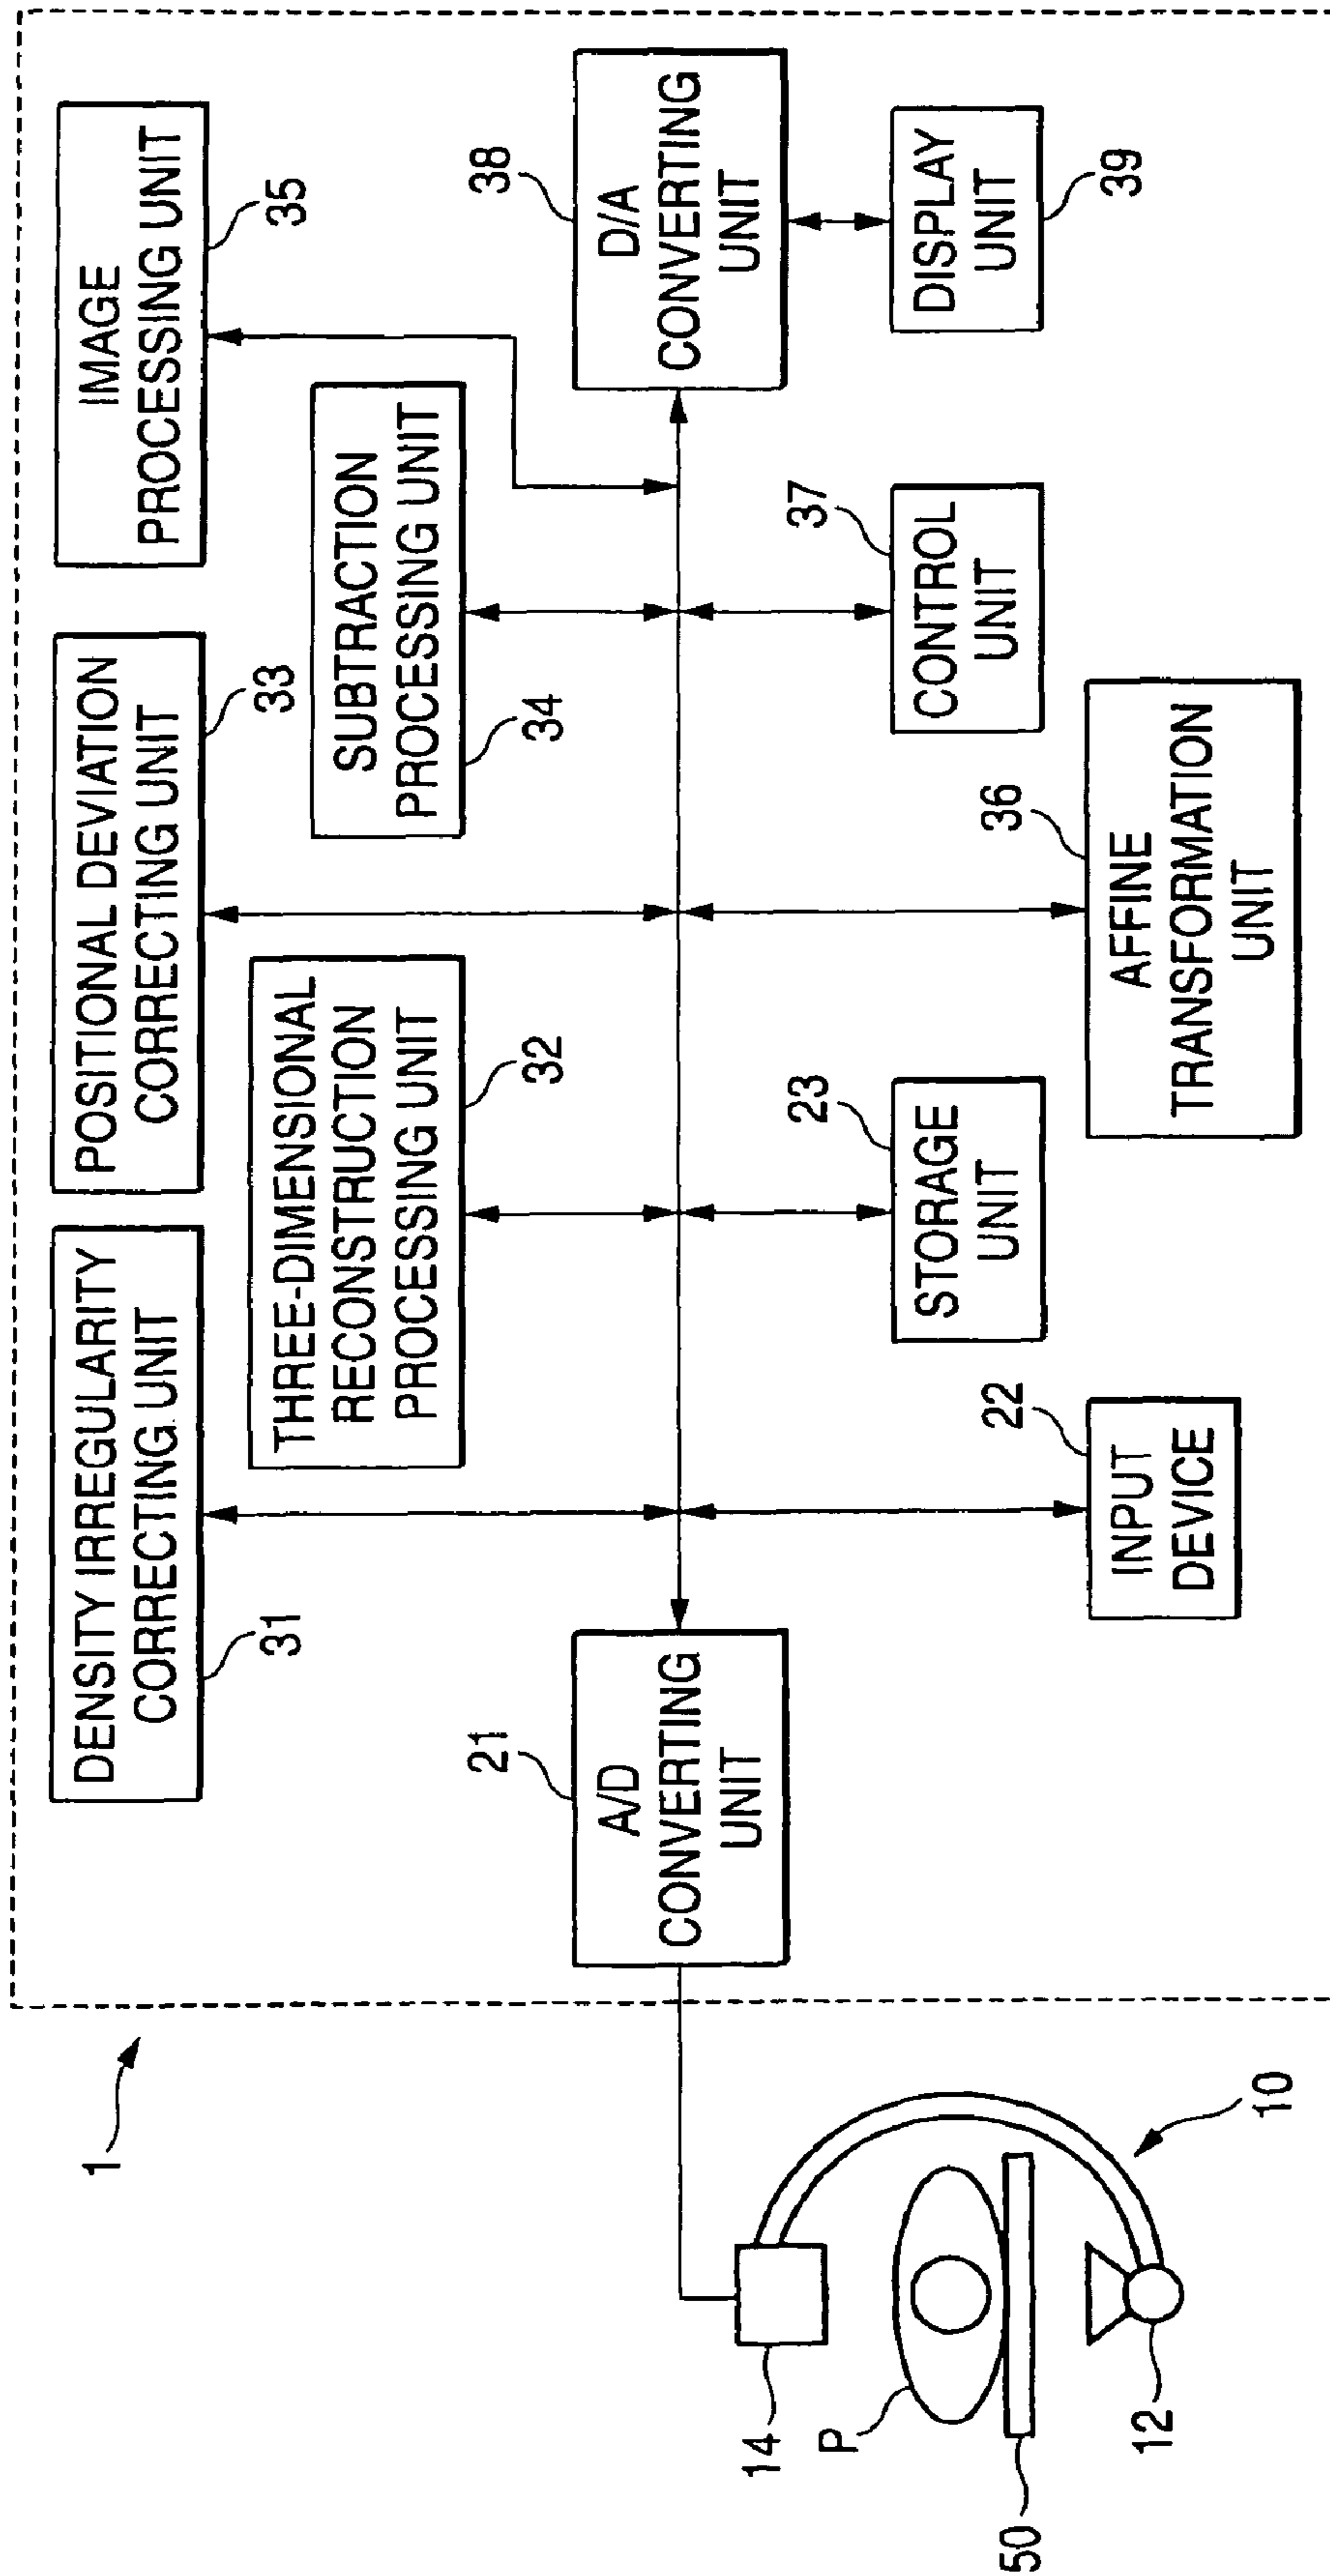 1
DENSITY IRREGULARITY
CORRECTING UNIT
31
POSITIONAL DEVIATION
CORRECTING UNIT
33
IMAGE
PROCESSING UNIT
35
THREE-DIMENSIONAL
RECONSTRUCTION
PROCESSING UNIT
32
SUBTRACTION
PROCESSING UNIT
34
21
A/D
CONVERTING
UNIT
38
D/A
CONVERTING
UNIT
14
P
50
12
10
22
INPUT
DEVICE
23
STORAGE
UNIT
36
AFFINE
TRANSFORMATION
UNIT
37
CONTROL
UNIT
DISPLAY
UNIT
39